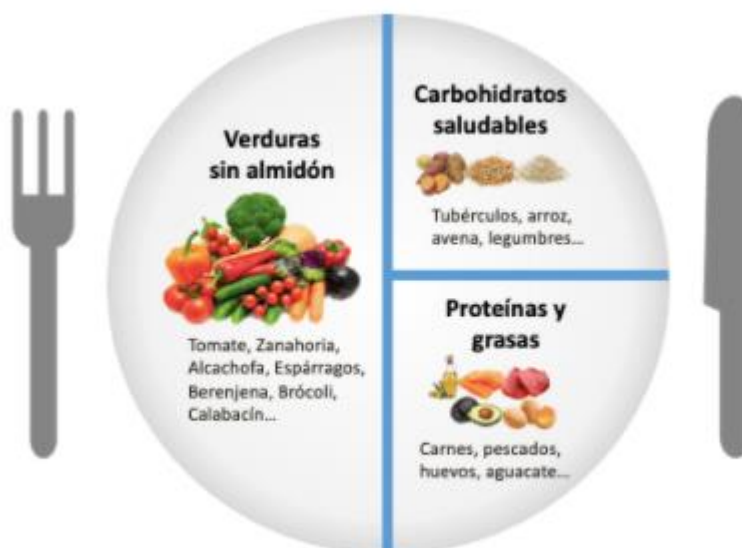 Verduras
sin almidón
Tomate, Zanahoria,
Alcachofa, Espárragos,
Berenjena, Brócoli,
Calabacín...
Carbohidratos
saludables
Tubérculos, arroz,
avena, legumbres...
Proteínas y
grasas
Carnes, pescados,
huevos, aguacate...